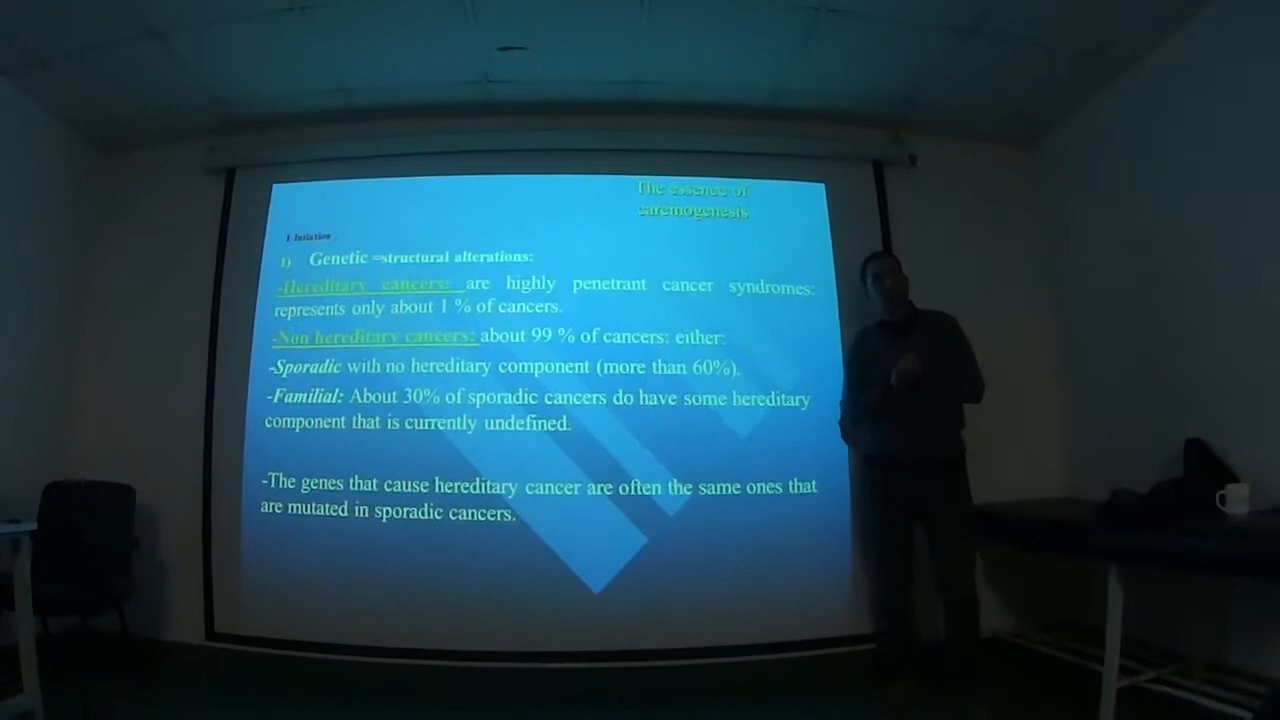 The essence of
carcinogenesis
I Intiation .
1) Genetic =structural alterations:
-Hereditary cancers: are highly penetrant cancer syndromes:
represents only about 1 % of cancers.
-Non hereditary cancers: about 99 % of cancers: either:
-Sporadic with no hereditary component (more than 60%).
-Familial: About 30% of sporadic cancers do have some hereditary
component that is currently undefined.
-The genes that cause hereditary cancer are often the same ones that
are mutated in sporadic cancers.